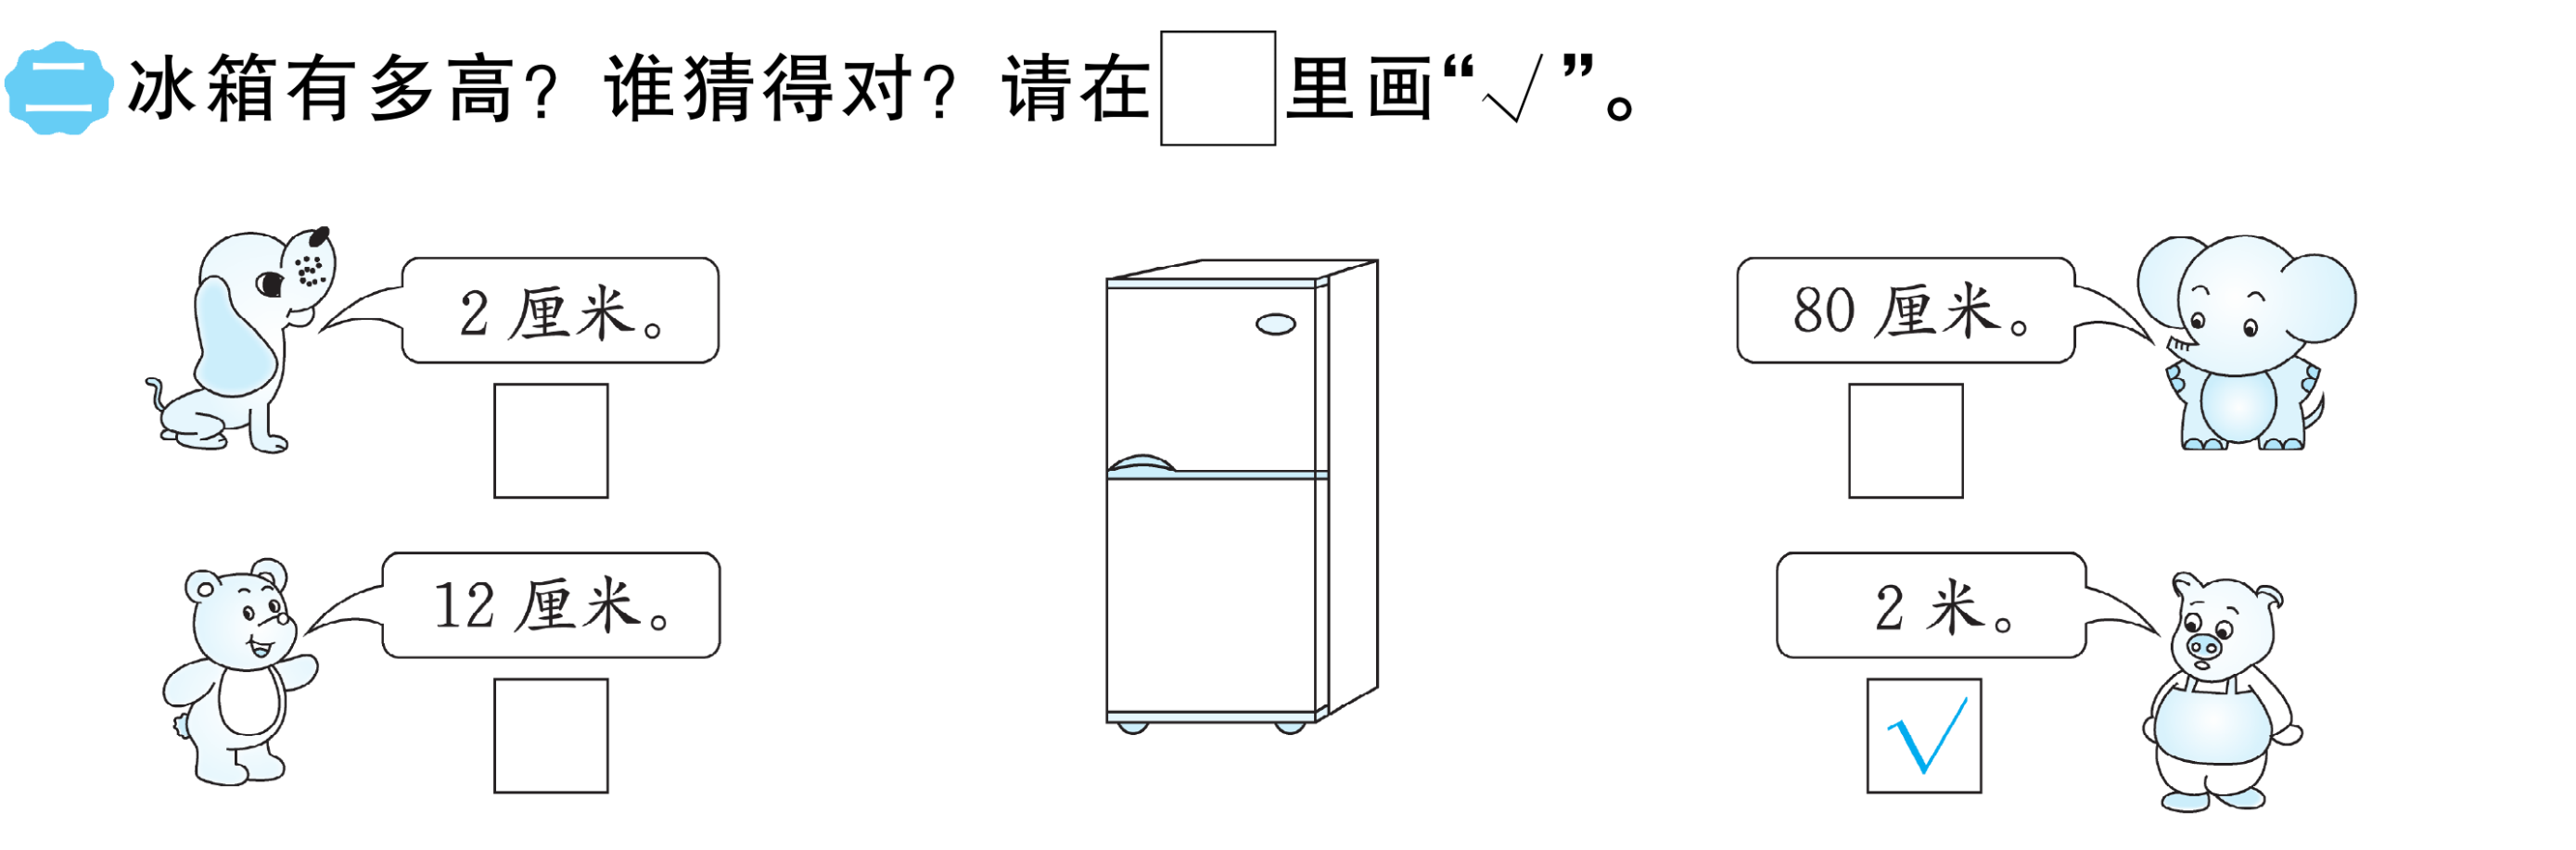 二 冰箱有多高？谁猜得对？请在□里画“√”。
2 厘米。
80 厘米。
12 厘米。
2 米。
√